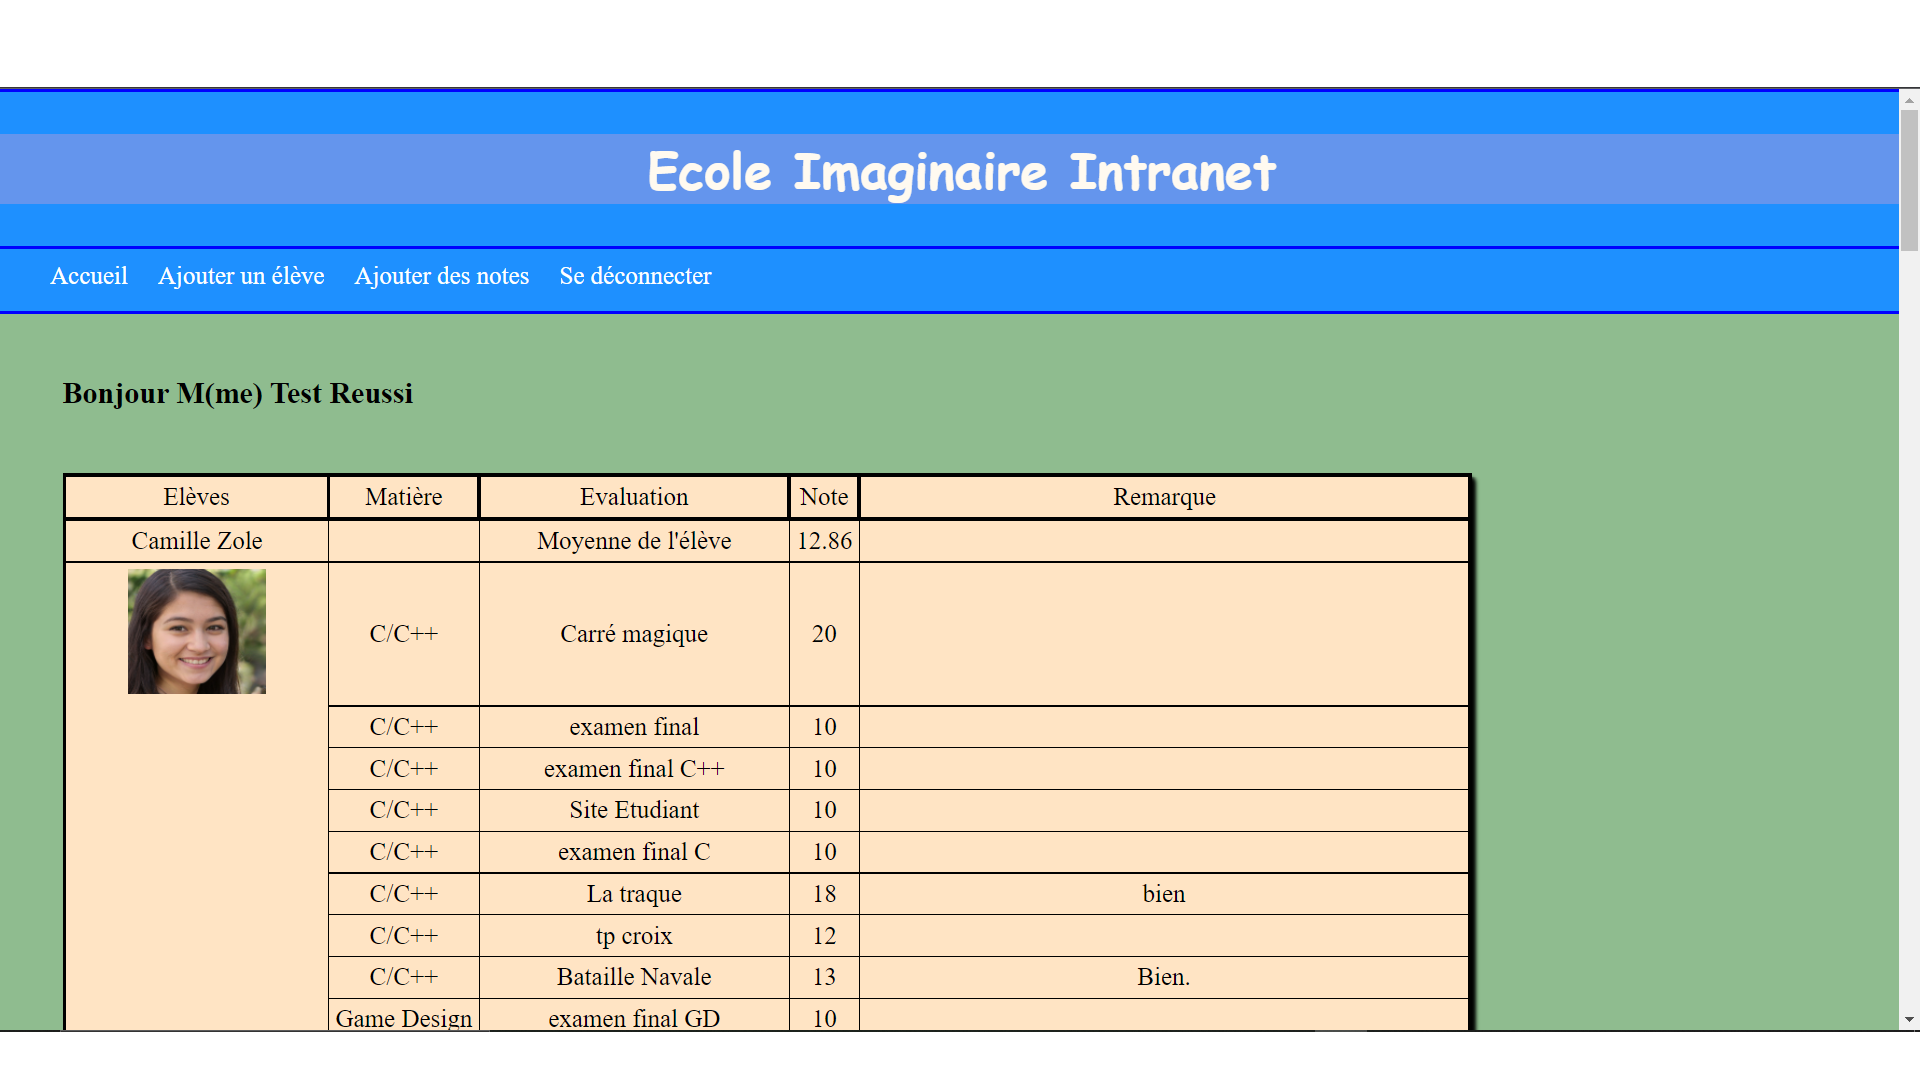 Ecole Imaginaire Intranet
Accueil Ajouter un élève Ajouter des notes Se déconnecter
Bonjour M(me) Test Reussi
Elèves Matière Evaluation Note Remarque
Camille Zole Moyenne de l'élève 12.86
C/C++ Carré magique 20
C/C++ examen final 10
C/C++ examen final C++ 10
C/C++ Site Etudiant 10
C/C++ examen final C 10
C/C++ La traque 18 bien
C/C++ tp croix 12
C/C++ Bataille Navale 13 Bien.
Game Design examen final GD 10